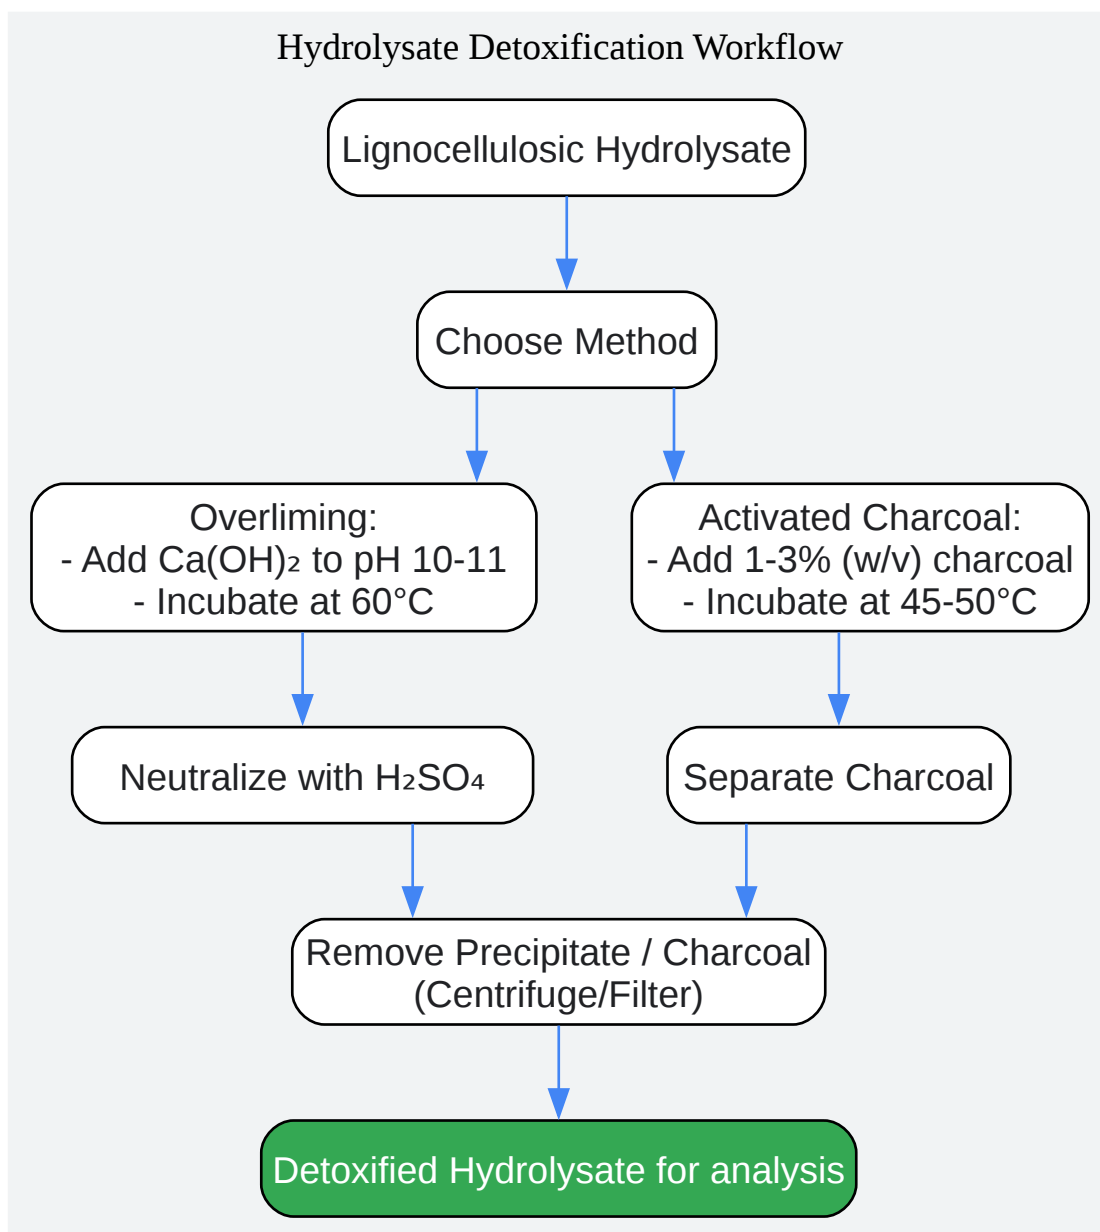 Hydrolysate Detoxification Workflow
Lignocellulosic Hydrolysate
Choose Method
Overliming:
- Add Ca(OH)₂ to pH 10-11
- Incubate at 60°C
Activated Charcoal:
- Add 1-3% (w/v) charcoal
- Incubate at 45-50°C
Neutralize with H₂SO₄
Separate Charcoal
Remove Precipitate / Charcoal
(Centrifuge/Filter)
Detoxified Hydrolysate for analysis